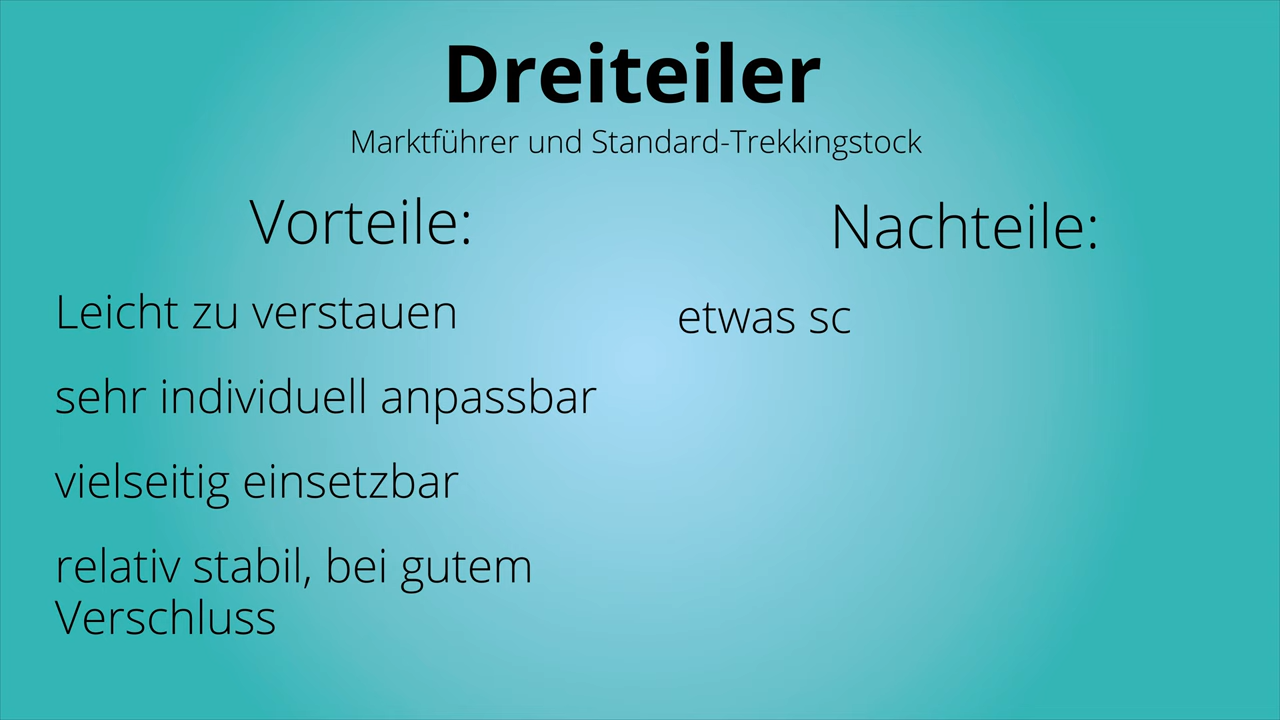 Dreiteiler
Marktführer und Standard-Trekkingstock
Vorteile:
Leicht zu verstauen
sehr individuell anpassbar
vielseitig einsetzbar
relativ stabil, bei gutem
Verschluss
Nachteile:
etwas sc